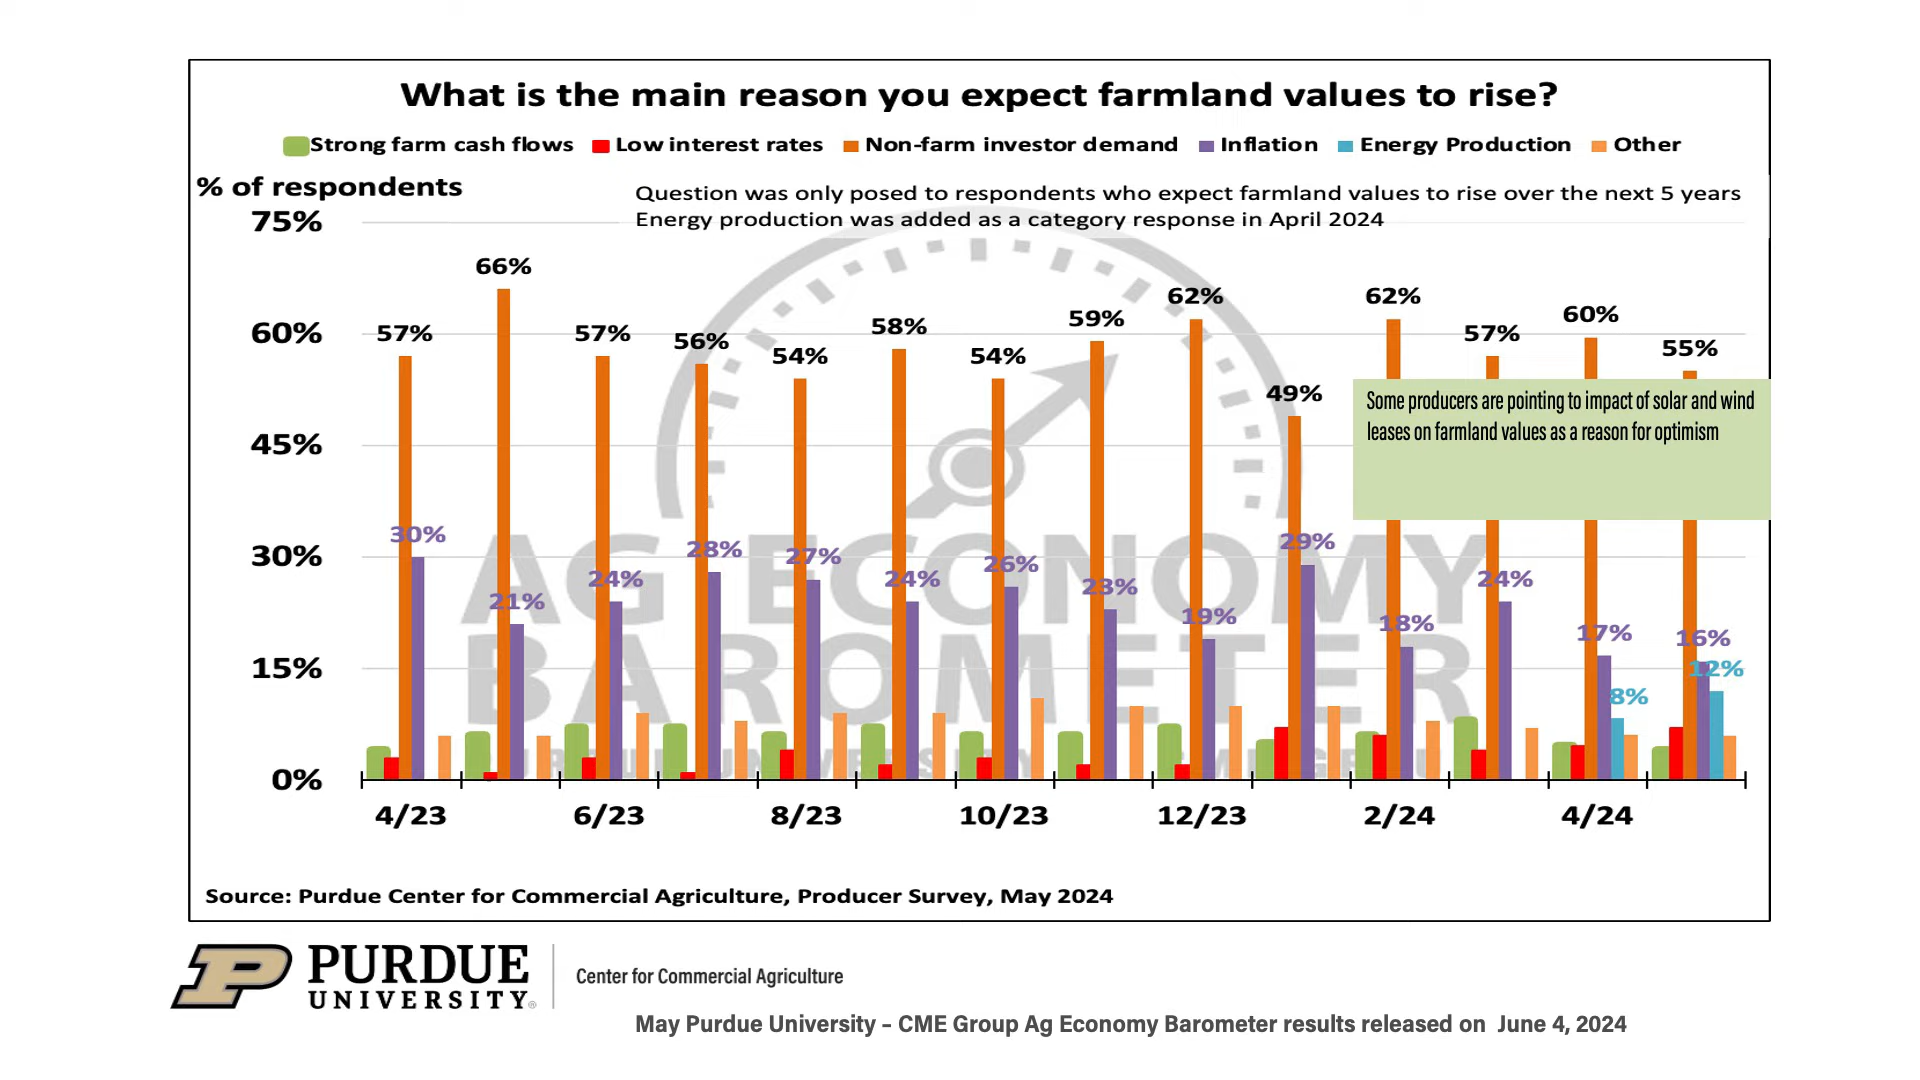 What is the main reason you expect farmland values to rise?
Strong farm cash flows Low interest rates Non-farm investor demand Inflation Energy Production Other
% of respondents
Question was only posed to respondents who expect farmland values to rise over the next 5 years
Energy production was added as a category response in April 2024
75%
60%
45%
30%
15%
0%
57% 66% 57% 56% 54% 58% 54% 59% 62% 49% 62% 57% 60% 55%
Some producers are pointing to impact of solar and wind
leases on farmland values as a reason for optimism
30% 21% 24% 28% 27% 24% 26% 23% 19% 29% 18% 24% 17% 16%
8% 12%
AG ECONOMY
BAROMETER
4/23 6/23 8/23 10/23 12/23 2/24 4/24
Source: Purdue Center for Commercial Agriculture, Producer Survey, May 2024
P PURDUE
UNIVERSITY®
Center for Commercial Agriculture
May Purdue University – CME Group Ag Economy Barometer results released on June 4, 2024